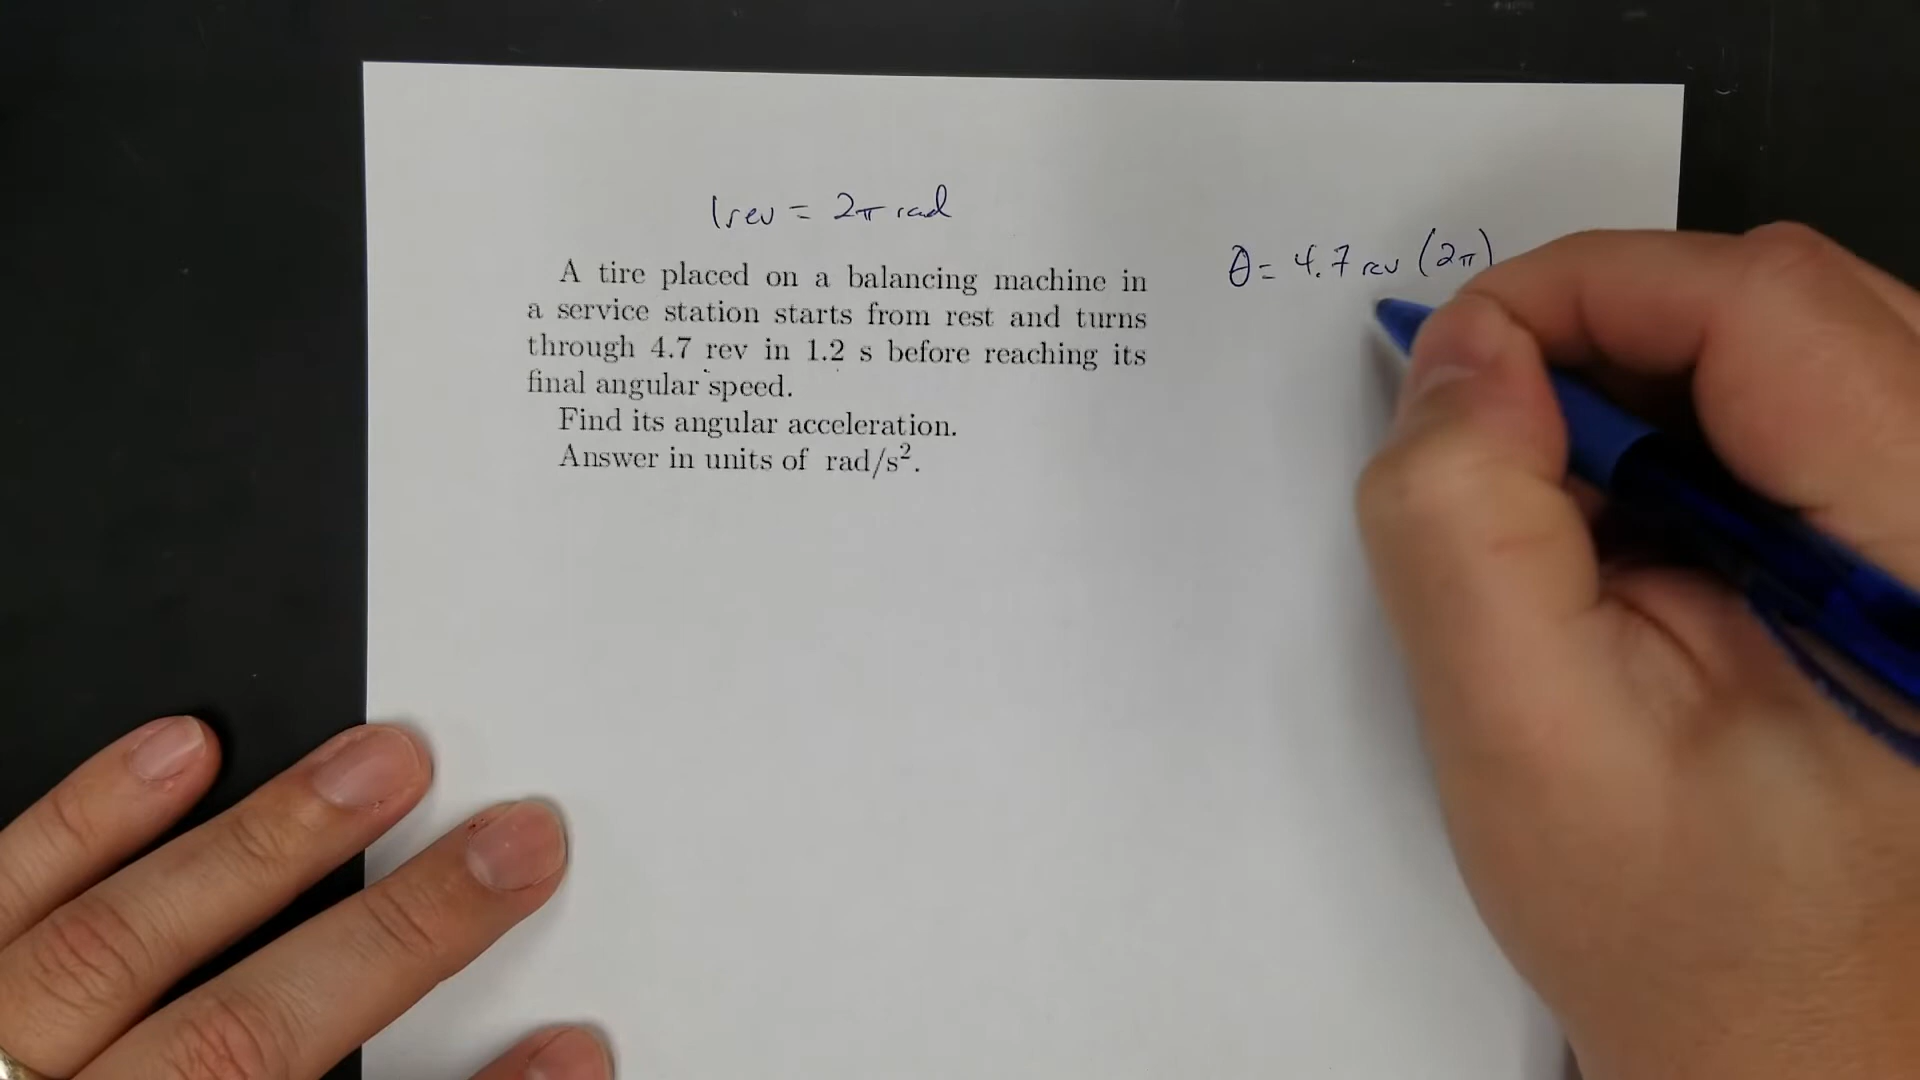 1rev = 2π rad
θ = 4.7 rev (2π)
A tire placed on a balancing machine in
a service station starts from rest and turns
through 4.7 rev in 1.2 s before reaching its
final angular speed.
Find its angular acceleration.
Answer in units of rad/s².